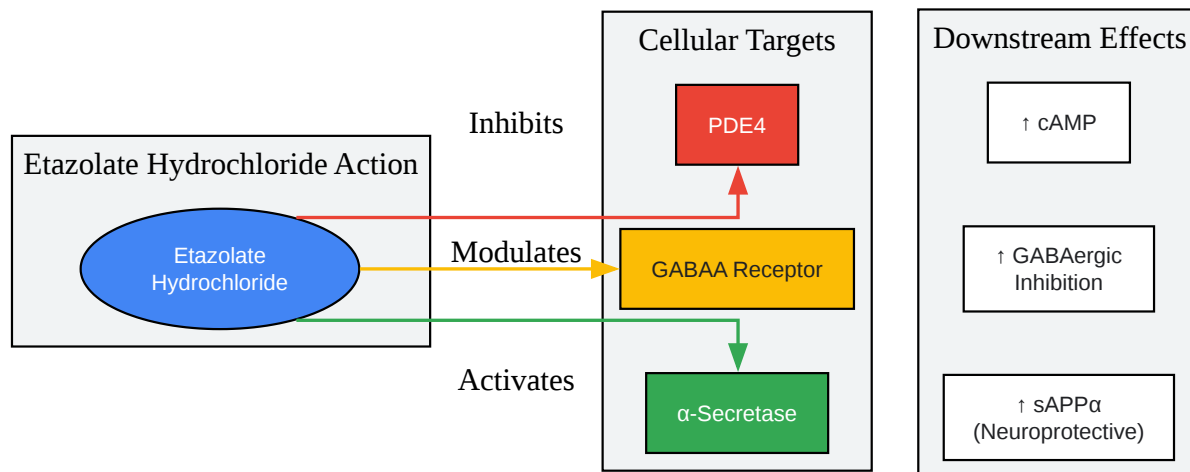 Etazolate Hydrochloride Action
Etazolate
Hydrochloride
Inhibits
Modulates
Activates
Cellular Targets
PDE4
GABAA Receptor
α-Secretase
Downstream Effects
↑ cAMP
↑ GABAergic
Inhibition
↑ sAPPα
(Neuroprotective)